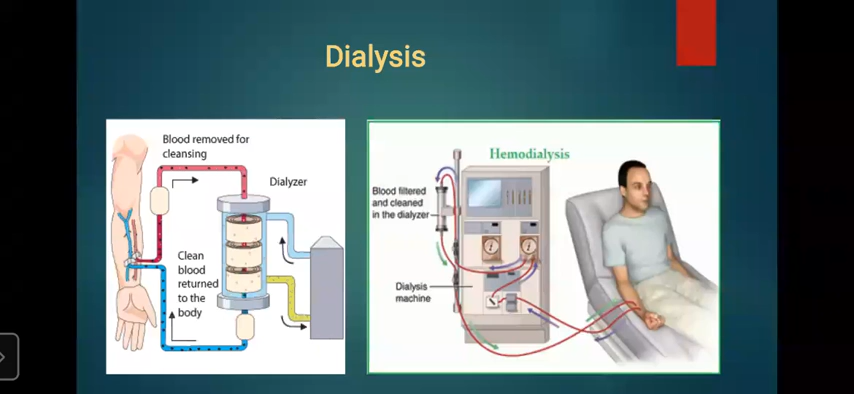 Dialysis
Blood removed for
cleansing
Dialyzer
Clean
blood
returned
to the
body
Hemodialysis
Blood filtered
and cleaned
in the dialyzer
Dialysis
machine